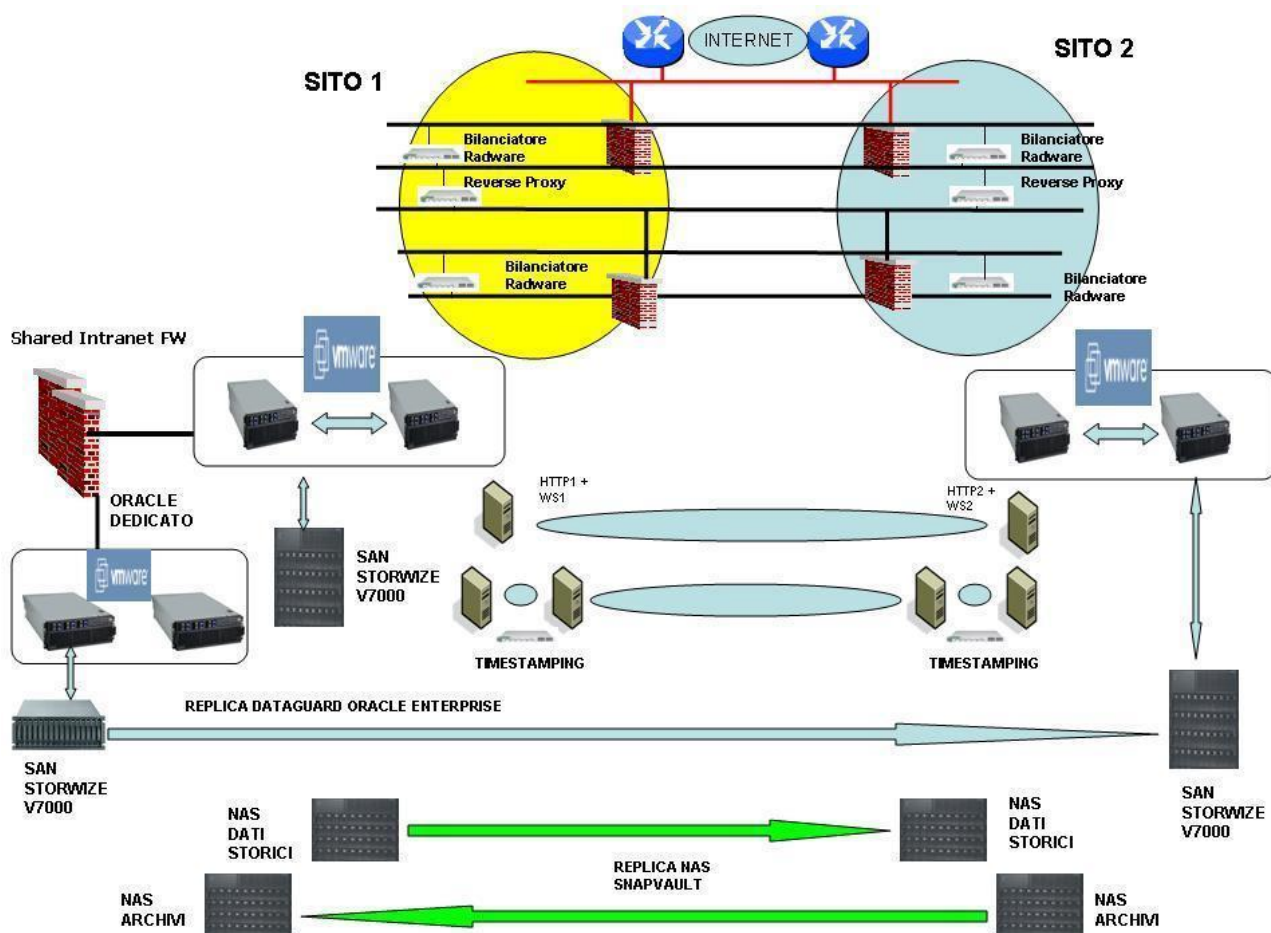 INTERNET
SITO 1
SITO 2
Bilanciatore
Radware
Bilanciatore
Radware
Reverse Proxy
Reverse Proxy
Bilanciatore
Radware
Bilanciatore
Radware
Shared Intranet FW
vmware
vmware
ORACLE
DEDICATO
HTTP1 +
WS1
HTTP2 +
WS2
vmware
SAN
STORWIZE
V7000
TIMESTAMPING
TIMESTAMPING
REPLICA DATAGUARD ORACLE ENTERPRISE
SAN
STORWIZE
V7000
SAN
STORWIZE
V7000
NAS
DATI
STORICI
NAS
DATI
STORICI
REPLICA NAS
SNAPVAULT
NAS
ARCHIVI
NAS
ARCHIVI